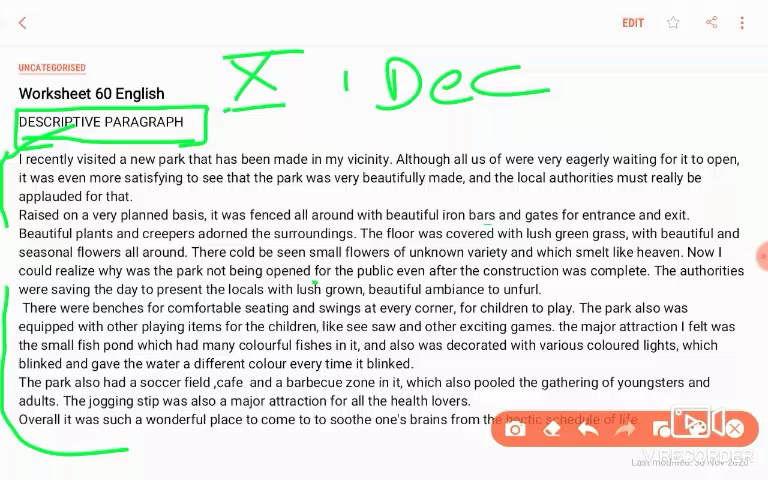 EDIT
UNCATEGORISED
X , Dec
Worksheet 60 English
DESCRIPTIVE PARAGRAPH
I recently visited a new park that has been made in my vicinity. Although all us of were very eagerly waiting for it to open,
it was even more satisfying to see that the park was very beautifully made, and the local authorities must really be
applauded for that.
Raised on a very planned basis, it was fenced all around with beautiful iron bars and gates for entrance and exit.
Beautiful plants and creepers adorned the surroundings. The floor was covered with lush green grass, with beautiful and
seasonal flowers all around. There cold be seen small flowers of unknown variety and which smelt like heaven. Now I
could realize why was the park not being opened for the public even after the construction was complete. The authorities
were saving the day to present the locals with lush grown, beautiful ambiance to unfurl.
There were benches for comfortable seating and swings at every corner, for children to play. The park also was
equipped with other playing items for the children, like see saw and other exciting games. the major attraction I felt was
the small fish pond which had many colourful fishes in it, and also was decorated with various coloured lights, which
blinked and gave the water a different colour every time it blinked.
The park also had a soccer field ,cafe and a barbecue zone in it, which also pooled the gathering of youngsters and
adults. The jogging stip was also a major attraction for all the health lovers.
Overall it was such a wonderful place to come to to soothe one's brains from the hectic schedule of life.
V RECORDER
Last modified: 30 Nov 2020